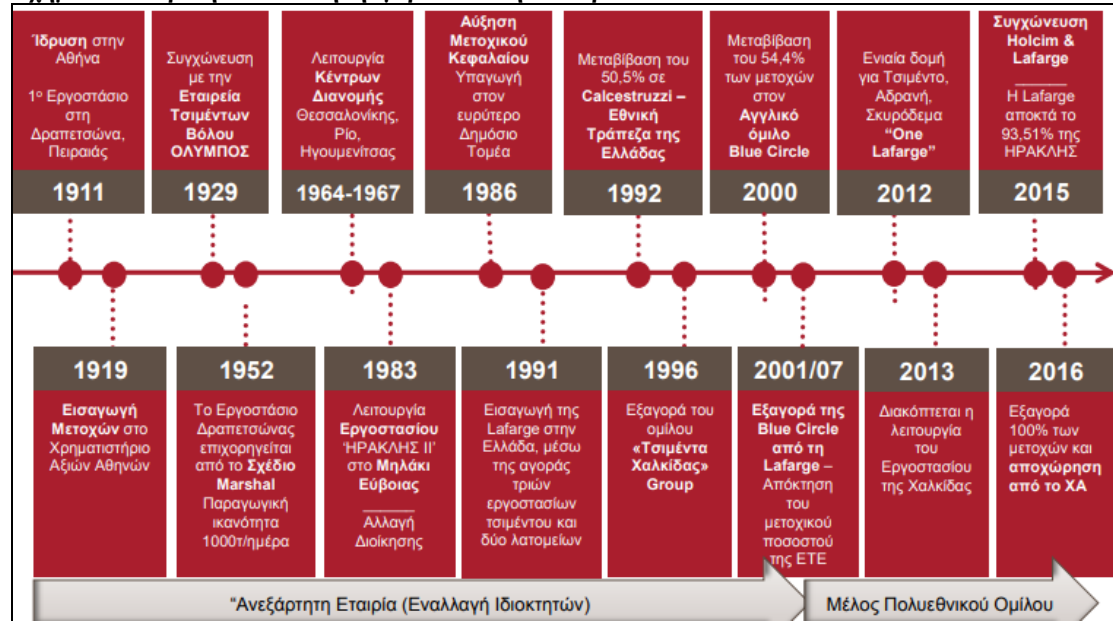 Ίδρυση στην
Αθήνα
1ο Εργοστάσιο
στη
Δραπετσώνα,
Πειραιάς
1911
Συγχώνευση
με την
Εταιρεία
Τσιμέντων
Βόλου
ΟΛΥΜΠΟΣ
1929
Λειτουργία
Κέντρων
Διανομής
Θεσσαλονίκης,
Ρίο,
Ηγουμενίτσας
1964-1967
Αύξηση
Μετοχικού
Κεφαλαίου
Υπαγωγή
στον
ευρύτερο
Δημόσιο
Τομέα
1986
Μεταβίβαση του
50,5% σε
Calcestruzzi –
Εθνική
Τράπεζα της
Ελλάδας
1992
Μεταβίβαση
του 54,4%
των μετοχών
στον
Αγγλικό
όμιλο
Blue Circle
2000
Ενιαία δομή
για Τσιμέντο,
Αδρανή,
Σκυρόδεμα
“One
Lafarge”
2012
Συγχώνευση
Holcim &
Lafarge
Η Lafarge
αποκτά το
93,51% της
ΗΡΑΚΛΗΣ
2015
1919
Εισαγωγή
Μετοχών στο
Χρηματιστήριο
Αξιών Αθηνών
1952
Το Εργοστάσιο
Δραπετσώνας
επιχορηγείται
από το Σχέδιο
Marshal
Παραγωγική
ικανότητα
1000τ/ημέρα
1983
Λειτουργία
Εργοστασίου
‘ΗΡΑΚΛΗΣ ΙΙ’
στο Μηλάκι
Εύβοιας
Αλλαγή
Διοίκησης
1991
Εισαγωγή της
Lafarge στην
Ελλάδα, μέσω
της αγοράς
τριών
εργοστασίων
τσιμέντου και
δύο λατομείων
1996
Εξαγορά του
ομίλου
«Τσιμέντα
Χαλκίδας»
Group
2001/07
Εξαγορά της
Blue Circle
από τη
Lafarge –
Απόκτηση
του
μετοχικού
ποσοστού
της ΕΤΕ
2013
Διακόπτεται η
λειτουργία
του
Εργοστασίου
της Χαλκίδας
2016
Εξαγορά
100% των
μετοχών και
αποχώρηση
από το ΧΑ
“Ανεξάρτητη Εταιρία (Εναλλαγή Ιδιοκτητών)
Μέλος Πολυεθνικού Ομίλου